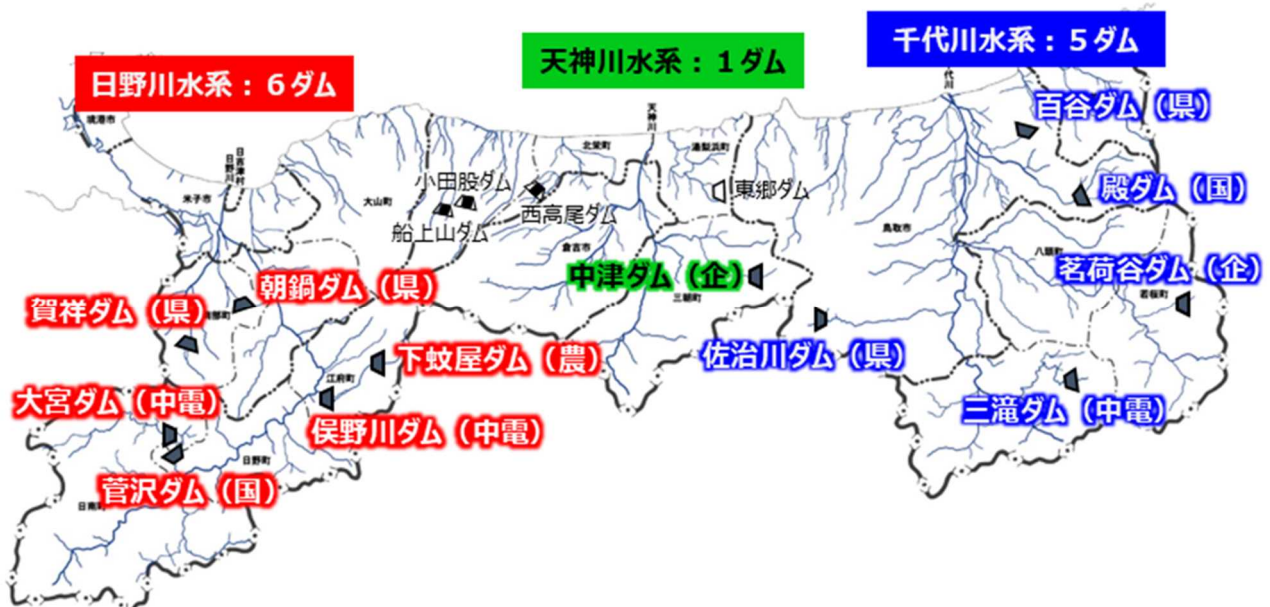 日野川水系：６ダム
天神川水系：１ダム
千代川水系：５ダム
代川
百谷ダム（県）
境港市
天神川
北栄町
湯梨浜町
日吉津村
日野川
米子市
大山町
小田股ダム
船上山ダム
西高尾ダム
東郷ダム
殿ダム（国）
鳥取市
倉吉市
八頭町
中津ダム（企）
三朝町
茗荷谷ダム（企）
若桜町
朝鍋ダム（県）
賀祥ダム（県）
南部町
佐治川ダム（県）
下蚊屋ダム（農）
江府町
大宮ダム（中電）
俣野川ダム（中電）
三滝ダム（中電）
日野町
菅沢ダム（国）
日南町